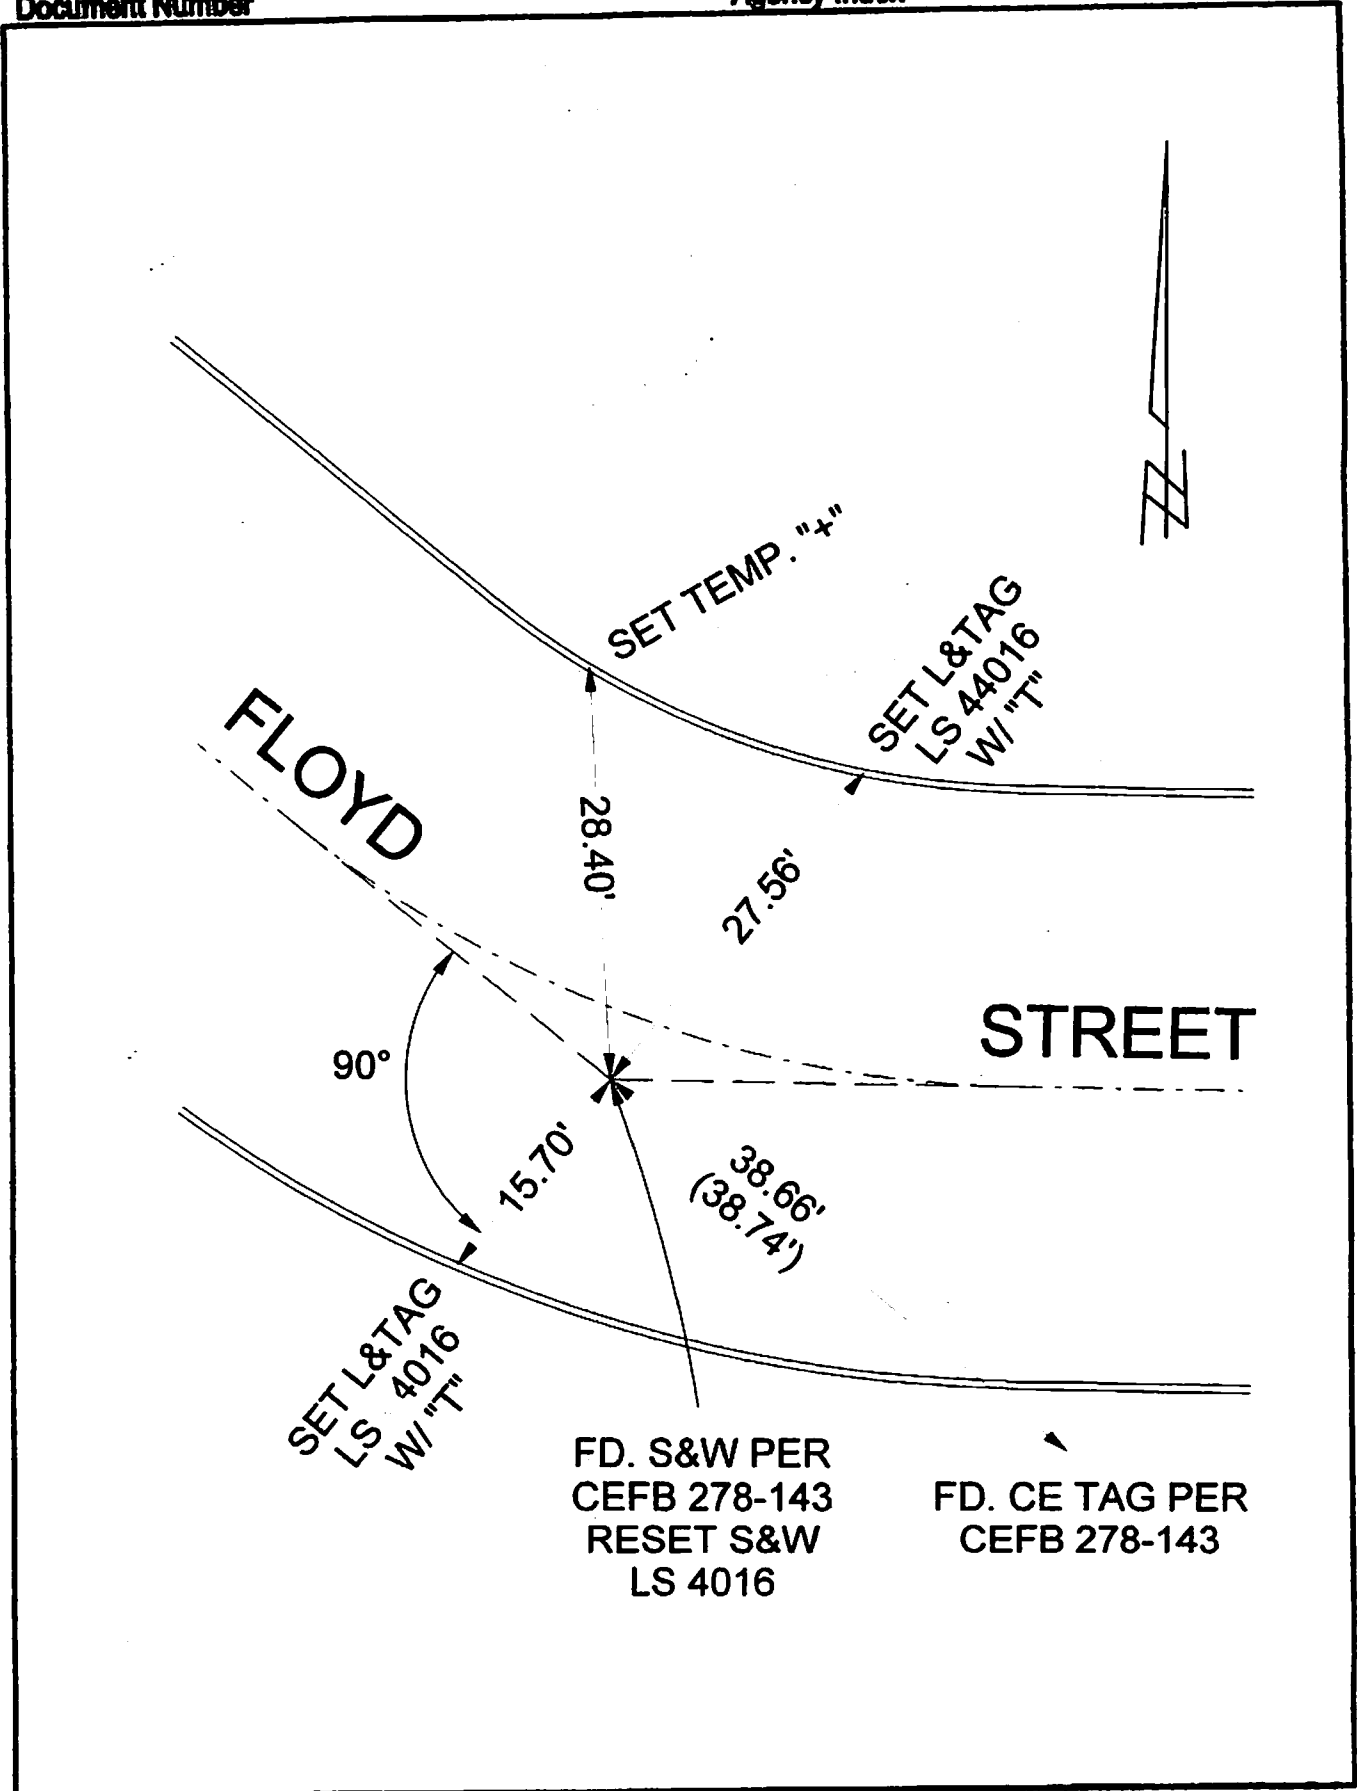 Document Number
Agency Index
SET TEMP. "+"
SET L&TAG
LS 44016
W/ "T"
FLOYD
28.40'
27.56'
STREET
90°
15.70'
38.66'
(38.74')
SET L&TAG
LS 4016
W/ "T"
FD. S&W PER
CEFB 278-143
RESET S&W
LS 4016
FD. CE TAG PER
CEFB 278-143
N